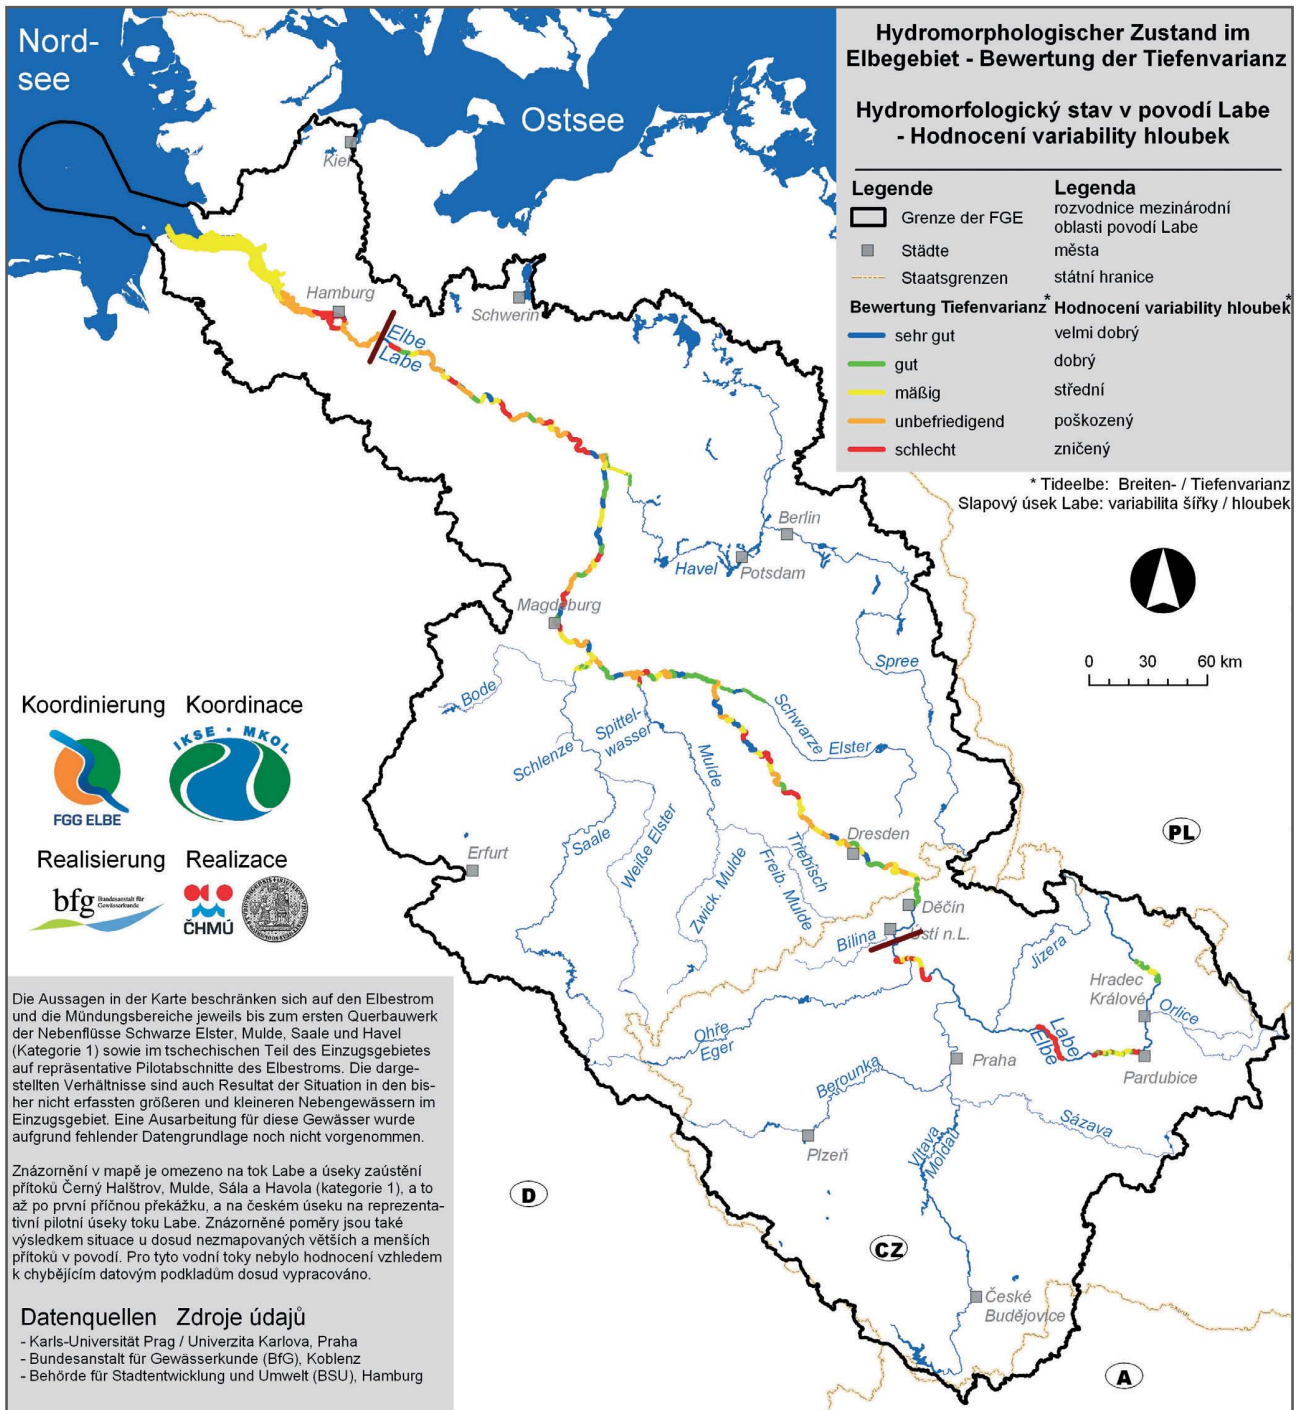 Nord-
see
Ostsee
Hydromorphologischer Zustand im
Elbegebiet - Bewertung der Tiefenvarianz
Hydromorfologický stav v povodí Labe
- Hodnocení variability hloubek
Legende Legenda
Grenze der FGE rozvodnice mezinárodní
oblasti povodí Labe
Städte města
Staatsgrenzen státní hranice
Bewertung Tiefenvarianz* Hodnocení variability hloubek*
sehr gut velmi dobrý
gut dobrý
mäßig střední
unbefriedigend poškozený
schlecht zničený
* Tideelbe: Breiten- / Tiefenvarianz
Slapový úsek Labe: variabilita šířky / hloubek
Kiel
Hamburg
Schwerin
Elbe
Labe
Berlin
Havel
Potsdam
Magdeburg
0 30 60 km
Spree
Bode
Schlenze
Spittel-
wasser
Mulde
Schwarze Elster
Saale
Weiße Elster
Zwick. Mulde
Freib. Mulde
Triebisch
Dresden
Erfurt
PL
Děčín
Ústí n.L.
Bílina
Jizera
Hradec
Králové
Orlice
Ohře
Eger
Labe
Elbe
Praha
Pardubice
Berounka
Sázava
Plzeň
Vltava
Moldau
D
CZ
České
Budějovice
A
Koordinierung Koordinace
FGG ELBE
IKSE • MKOL
Realisierung Realizace
bfg Bundesanstalt für
Gewässerkunde
ČHMÚ
Die Aussagen in der Karte beschränken sich auf den Elbestrom
und die Mündungsbereiche jeweils bis zum ersten Querbauwerk
der Nebenflüsse Schwarze Elster, Mulde, Saale und Havel
(Kategorie 1) sowie im tschechischen Teil des Einzugsgebietes
auf repräsentative Pilotabschnitte des Elbestroms. Die darge-
stellten Verhältnisse sind auch Resultat der Situation in den bis-
her nicht erfassten größeren und kleineren Nebengewässern im
Einzugsgebiet. Eine Ausarbeitung für diese Gewässer wurde
aufgrund fehlender Datengrundlage noch nicht vorgenommen.
Znázornění v mapě je omezeno na tok Labe a úseky zaústění
přítoků Černý Halštrov, Mulde, Sála a Havola (kategorie 1), a to
až po první příčnou překážku, a na českém úseku na reprezenta-
tivní pilotní úseky toku Labe. Znázorněné poměry jsou také
výsledkem situace u dosud nezmapovaných větších a menších
přítoků v povodí. Pro tyto vodní toky nebylo hodnocení vzhledem
k chybějícím datovým podkladům dosud vypracováno.
Datenquellen Zdroje údajů
- Karls-Universität Prag / Univerzita Karlova, Praha
- Bundesanstalt für Gewässerkunde (BfG), Koblenz
- Behörde für Stadtentwicklung und Umwelt (BSU), Hamburg